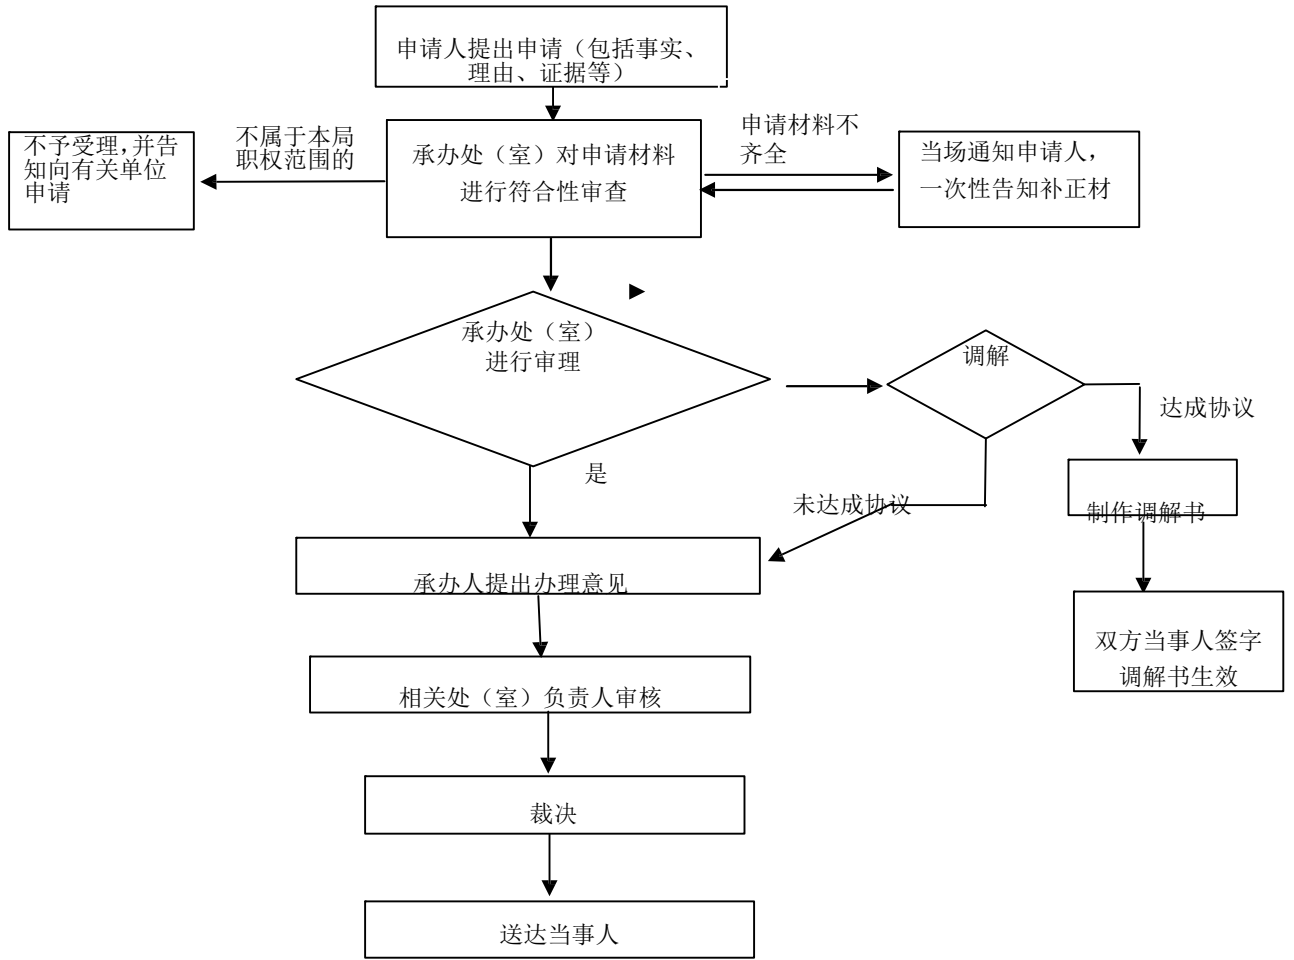 申请人提出申请（包括事实、
理由、证据等）
不予受理,并告
知向有关单位
申请
不属于本局
职权范围的
承办处（室）对申请材料
进行符合性审查
申请材料不
齐全
当场通知申请人，
一次性告知补正材
承办处（室）
进行审理
调解
达成协议
是
未达成协议
制作调解书
承办人提出办理意见
双方当事人签字
调解书生效
相关处（室）负责人审核
裁决
送达当事人